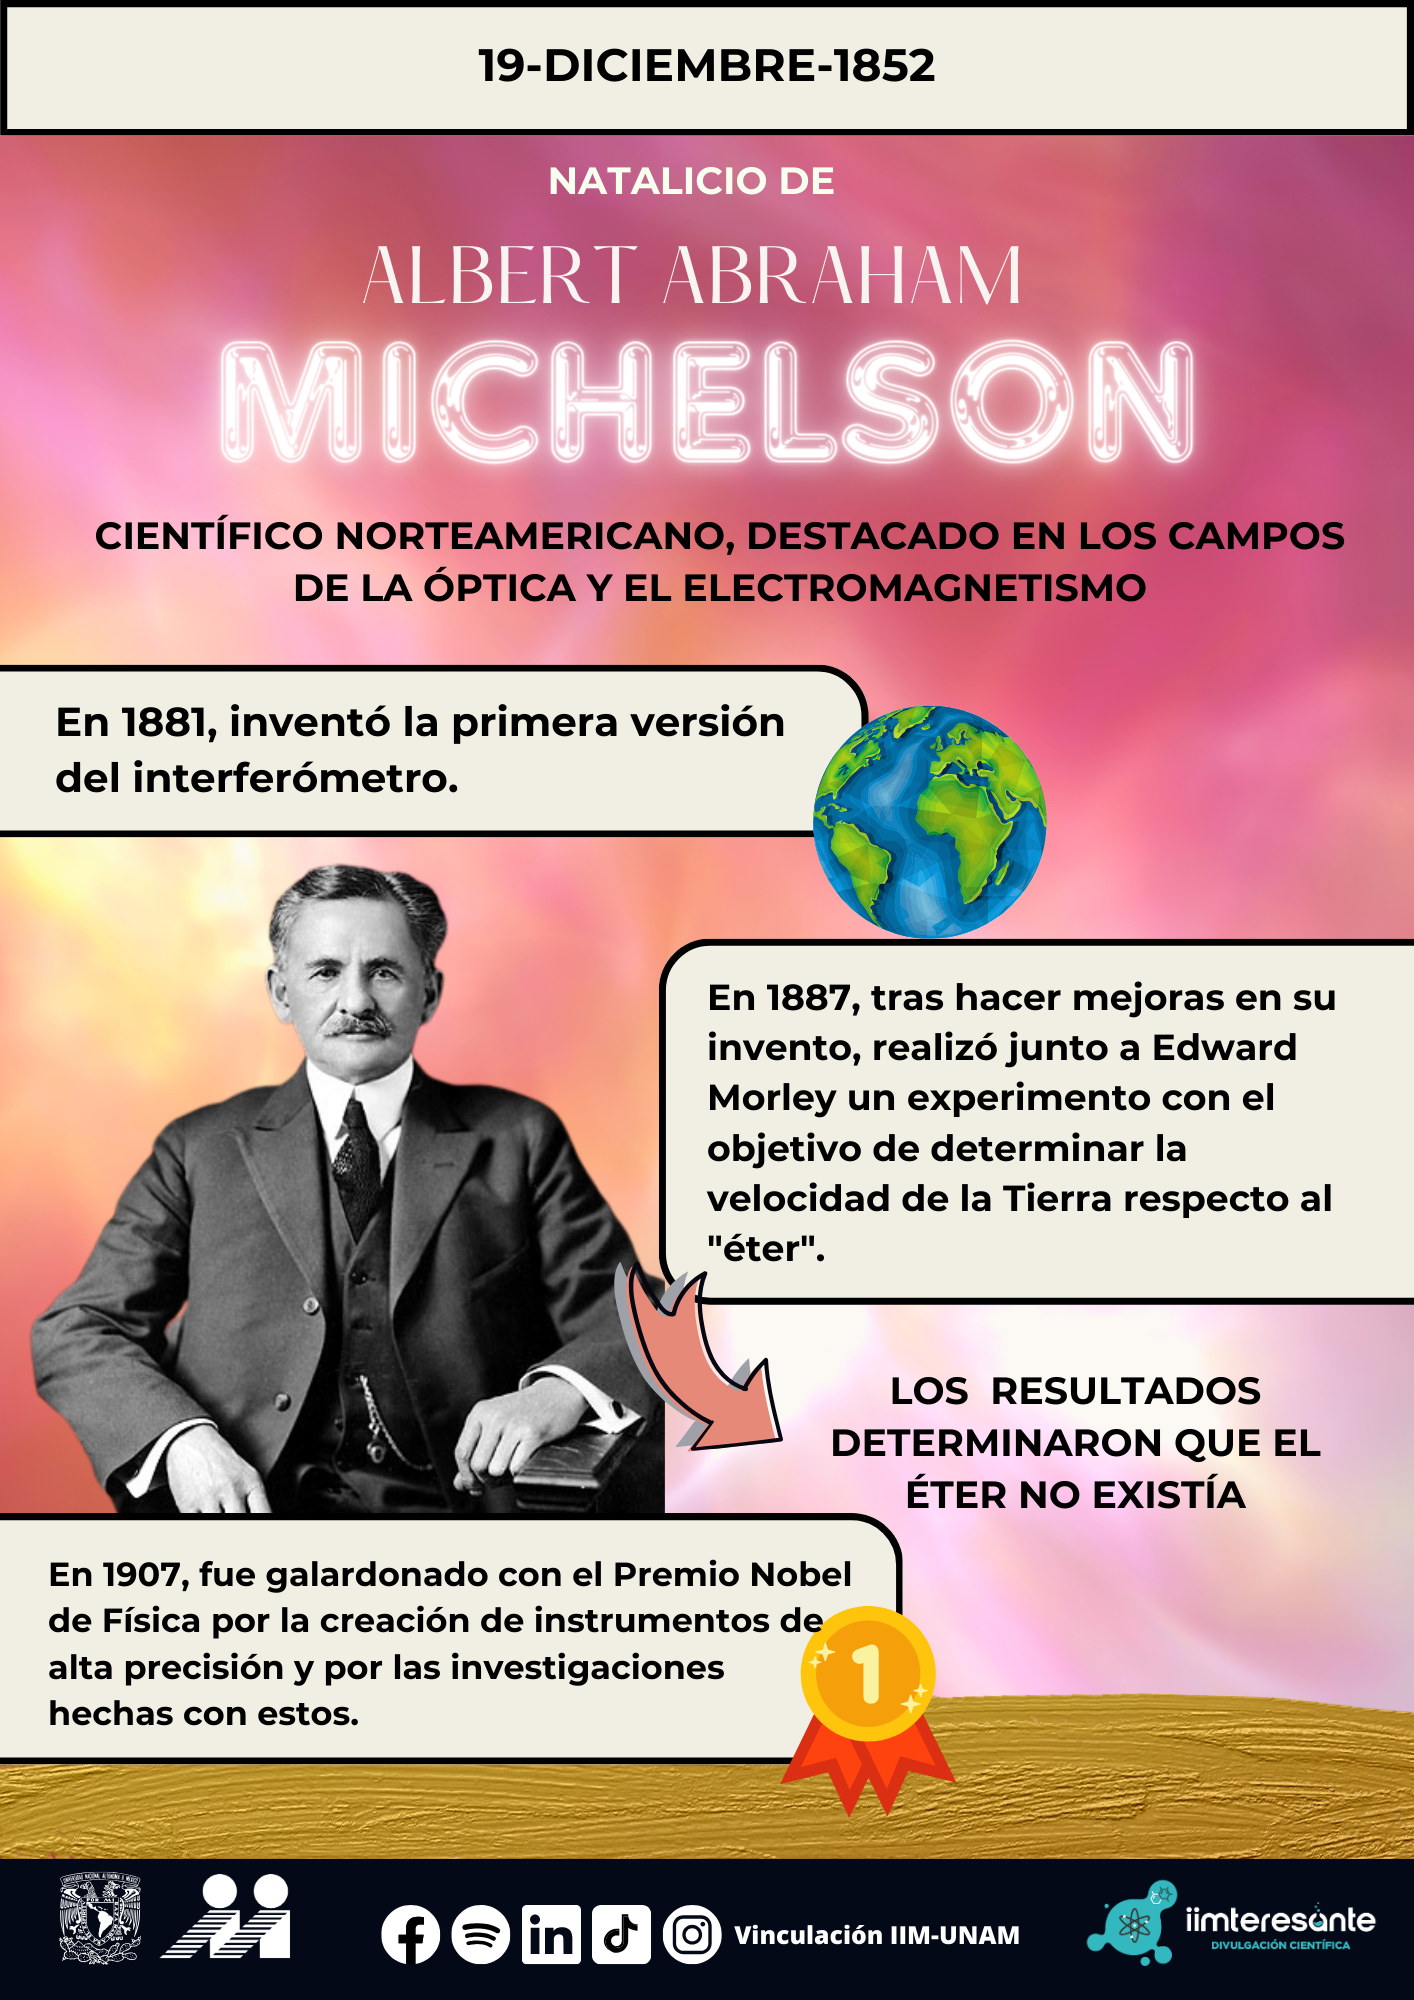 19-DICIEMBRE-1852
NATALICIO DE
ALBERT ABRAHAM
MICHELSON
CIENTÍFICO NORTEAMERICANO, DESTACADO EN LOS CAMPOS
DE LA ÓPTICA Y EL ELECTROMAGNETISMO
En 1881, inventó la primera versión
del interferómetro.
En 1887, tras hacer mejoras en su
invento, realizó junto a Edward
Morley un experimento con el
objetivo de determinar la
velocidad de la Tierra respecto al
"éter".
LOS RESULTADOS
DETERMINARON QUE EL
ÉTER NO EXISTÍA
En 1907, fue galardonado con el Premio Nobel
de Física por la creación de instrumentos de
alta precisión y por las investigaciones
hechas con estos.
1
in
Vinculación IIM-UNAM
iimteresante
DIVULGACIÓN CIENTÍFICA